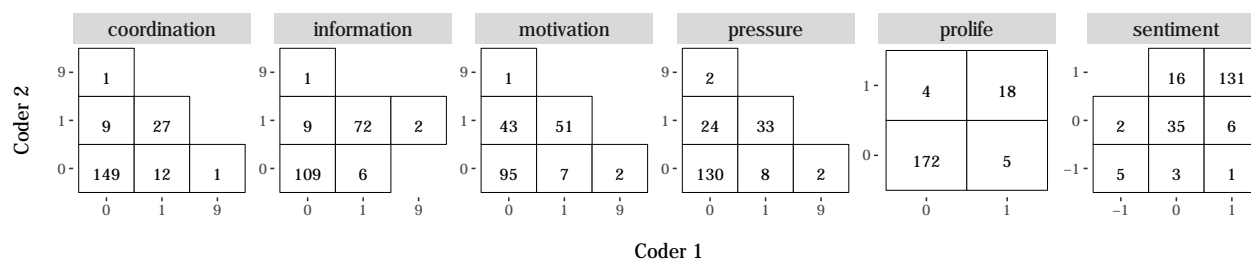 coordination information motivation pressure prolife sentiment
9 1 9 1 9 1 9 2 1 4 18 1 16 131
1 9 27 1 9 72 2 1 43 51 1 24 33 0 2 35 6
0 149 12 1 0 109 6 0 95 7 2 0 130 8 2 0 172 5 −1 5 3 1
0 1 9 0 1 9 0 1 9 0 1 9 0 1 −1 0 1
Coder 2
Coder 1